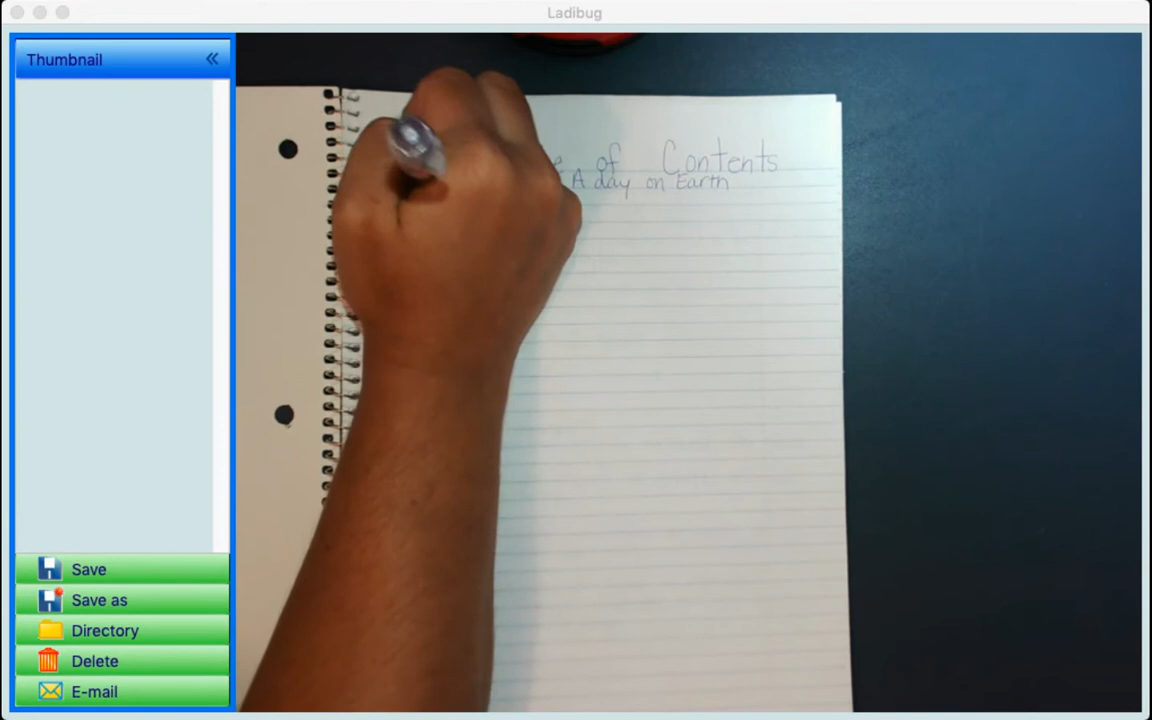 Ladibug
Thumbnail
of Contents
A day on Earth
Save
Save as
Directory
Delete
E-mail